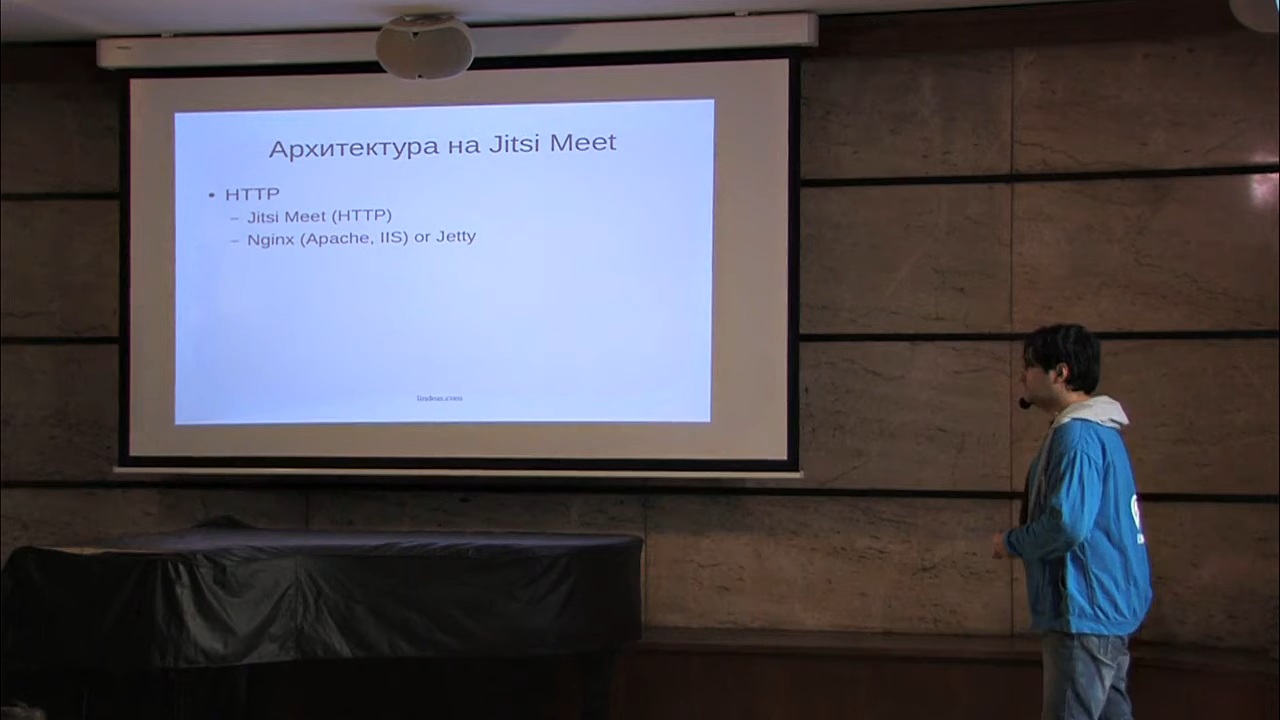 Архитектура на Jitsi Meet
• HTTP
– Jitsi Meet (HTTP)
– Nginx (Apache, IIS) or Jetty